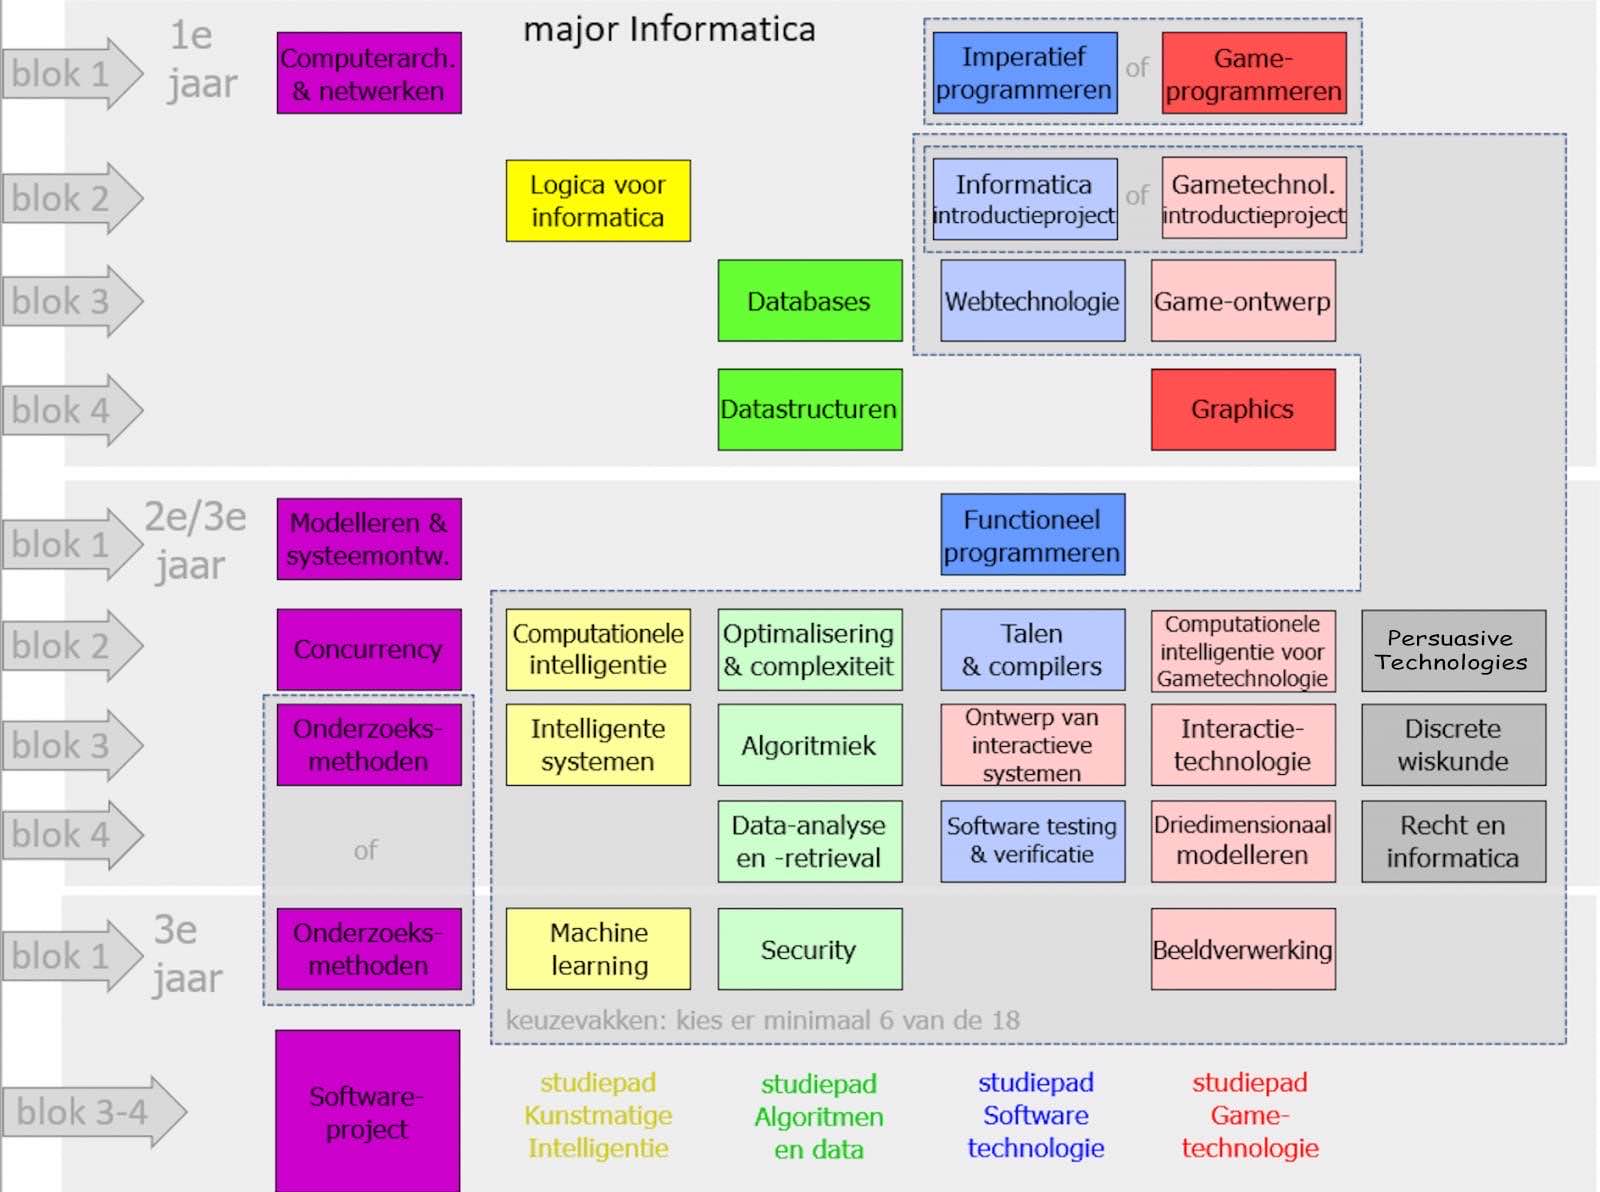 major Informatica
blok 1
1e
jaar
Computerarch.
& netwerken
Imperatief
programmeren
of
Game-
programmeren
blok 2
Logica voor
informatica
Informatica
introductieproject
of
Gametechnol.
introductieproject
blok 3
Databases
Webtechnologie
Game-ontwerp
blok 4
Datastructuren
Graphics
2e/3e
jaar
blok 1
Modelleren &
systeemontw.
Functioneel
programmeren
blok 2
Concurrency
Computationele
intelligentie
Optimalisering
& complexiteit
Talen
& compilers
Computationele
intelligentie voor
Gametechnologie
Persuasive
Technologies
blok 3
Onderzoeks-
methoden
Intelligente
systemen
Algoritmiek
Ontwerp van
interactieve
systemen
Interactie-
technologie
Discrete
wiskunde
blok 4
of
Data-analyse
en -retrieval
Software testing
& verificatie
Driedimensionaal
modelleren
Recht en
informatica
3e
jaar
blok 1
Onderzoeks-
methoden
Machine
learning
Security
Beeldverwerking
keuzevakken: kies er minimaal 6 van de 18
blok 3-4
Software-
project
studiepad
Kunstmatige
Intelligentie
studiepad
Algoritmen
en data
studiepad
Software
technologie
studiepad
Game-
technologie